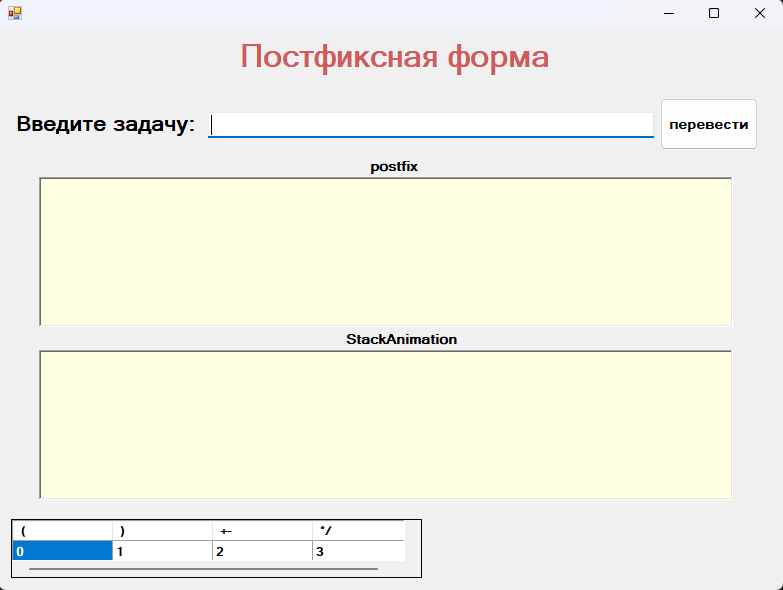 Постфиксная форма
Введите задачу:
перевести
postfix
StackAnimation
( ) +- */
0 1 2 3